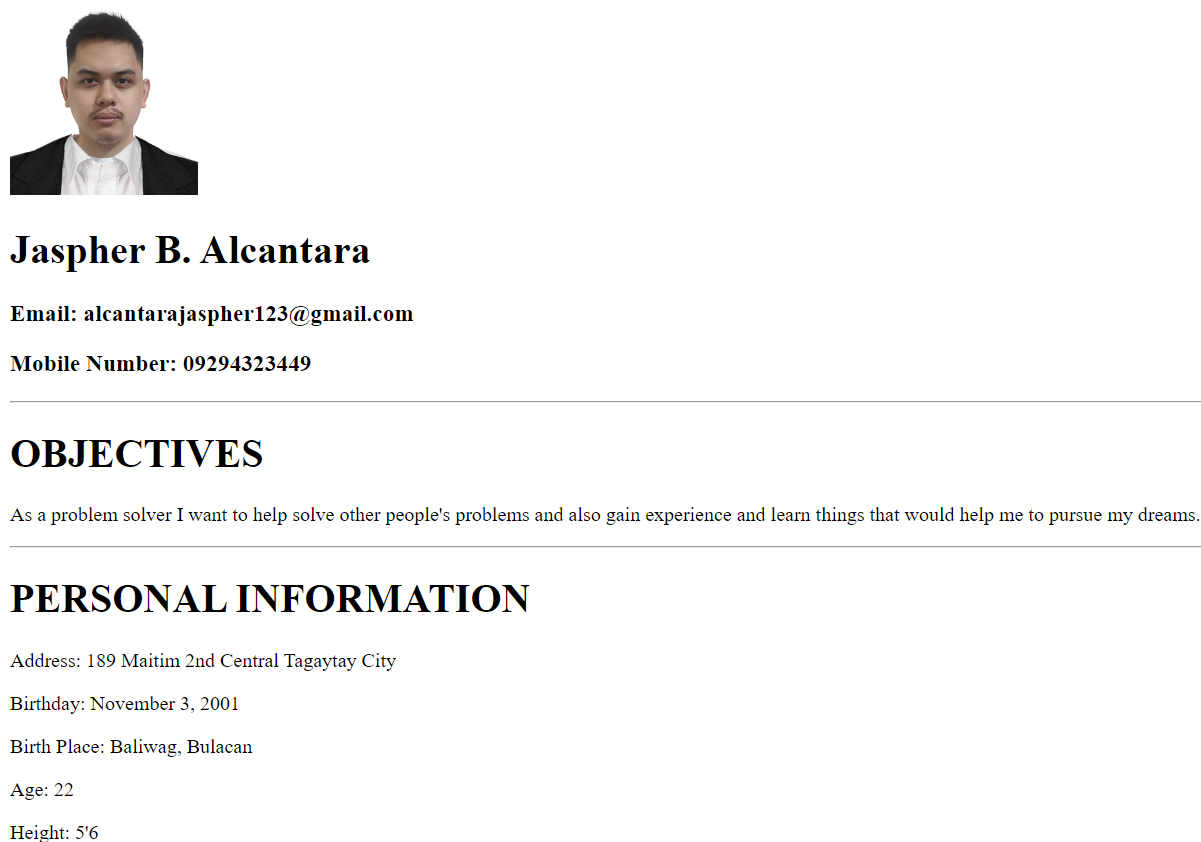 Jaspher B. Alcantara
Email: alcantarajaspher123@gmail.com
Mobile Number: 09294323449
OBJECTIVES
As a problem solver I want to help solve other people's problems and also gain experience and learn things that would help me to pursue my dreams.
PERSONAL INFORMATION
Address: 189 Maitim 2nd Central Tagaytay City
Birthday: November 3, 2001
Birth Place: Baliwag, Bulacan
Age: 22
Height: 5'6